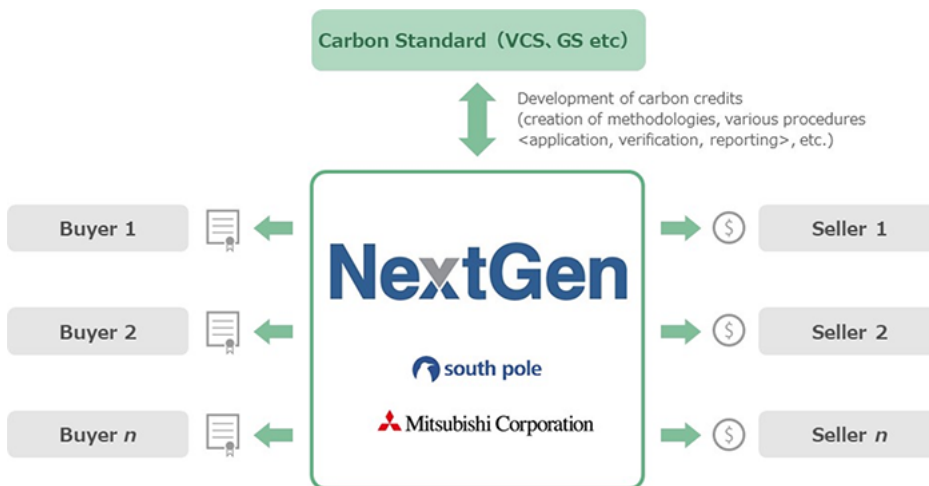 Carbon Standard（VCS、GS etc）
Development of carbon credits
(creation of methodologies, various procedures
<application, verification, reporting>, etc.)
Buyer 1
$
Seller 1
NextGen
Buyer 2
$
Seller 2
south pole
Mitsubishi Corporation
Buyer n
$
Seller n